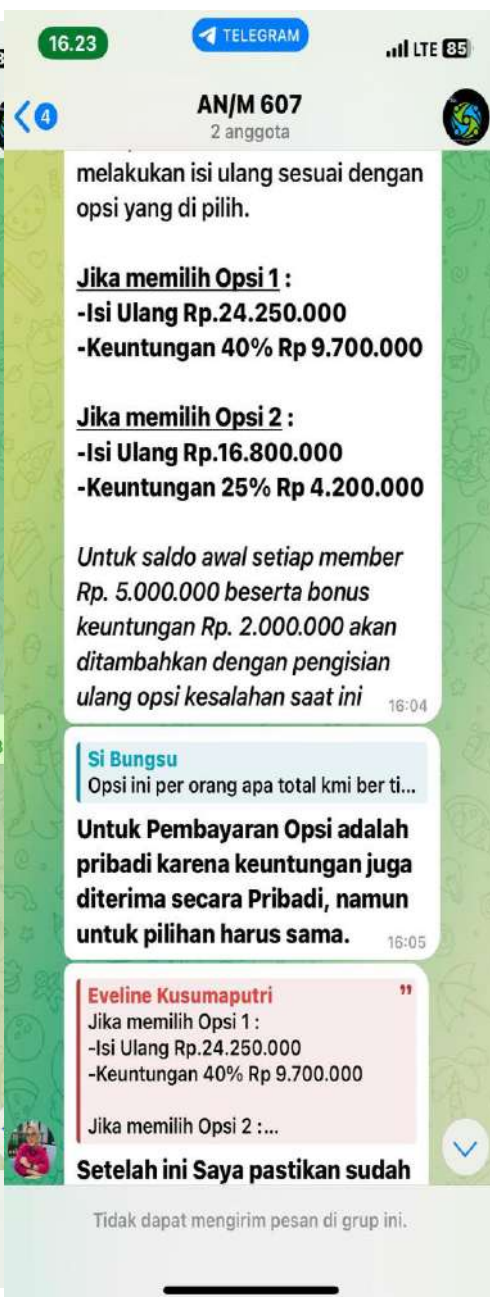 16.23
TELEGRAM
LTE 85
4
AN/M 607
2 anggota
melakukan isi ulang sesuai dengan
opsi yang di pilih.
Jika memilih Opsi 1 :
-Isi Ulang Rp.24.250.000
-Keuntungan 40% Rp 9.700.000
Jika memilih Opsi 2 :
-Isi Ulang Rp.16.800.000
-Keuntungan 25% Rp 4.200.000
Untuk saldo awal setiap member
Rp. 5.000.000 beserta bonus
keuntungan Rp. 2.000.000 akan
ditambahkan dengan pengisian
ulang opsi kesalahan saat ini 16:04
Si Bungsu
Opsi ini per orang apa total kmi ber ti...
Untuk Pembayaran Opsi adalah
pribadi karena keuntungan juga
diterima secara Pribadi, namun
untuk pilihan harus sama. 16:05
Eveline Kusumaputri
Jika memilih Opsi 1 :
-Isi Ulang Rp.24.250.000
-Keuntungan 40% Rp 9.700.000
Jika memilih Opsi 2 :...
Setelah ini Saya pastikan sudah
Tidak dapat mengirim pesan di grup ini.